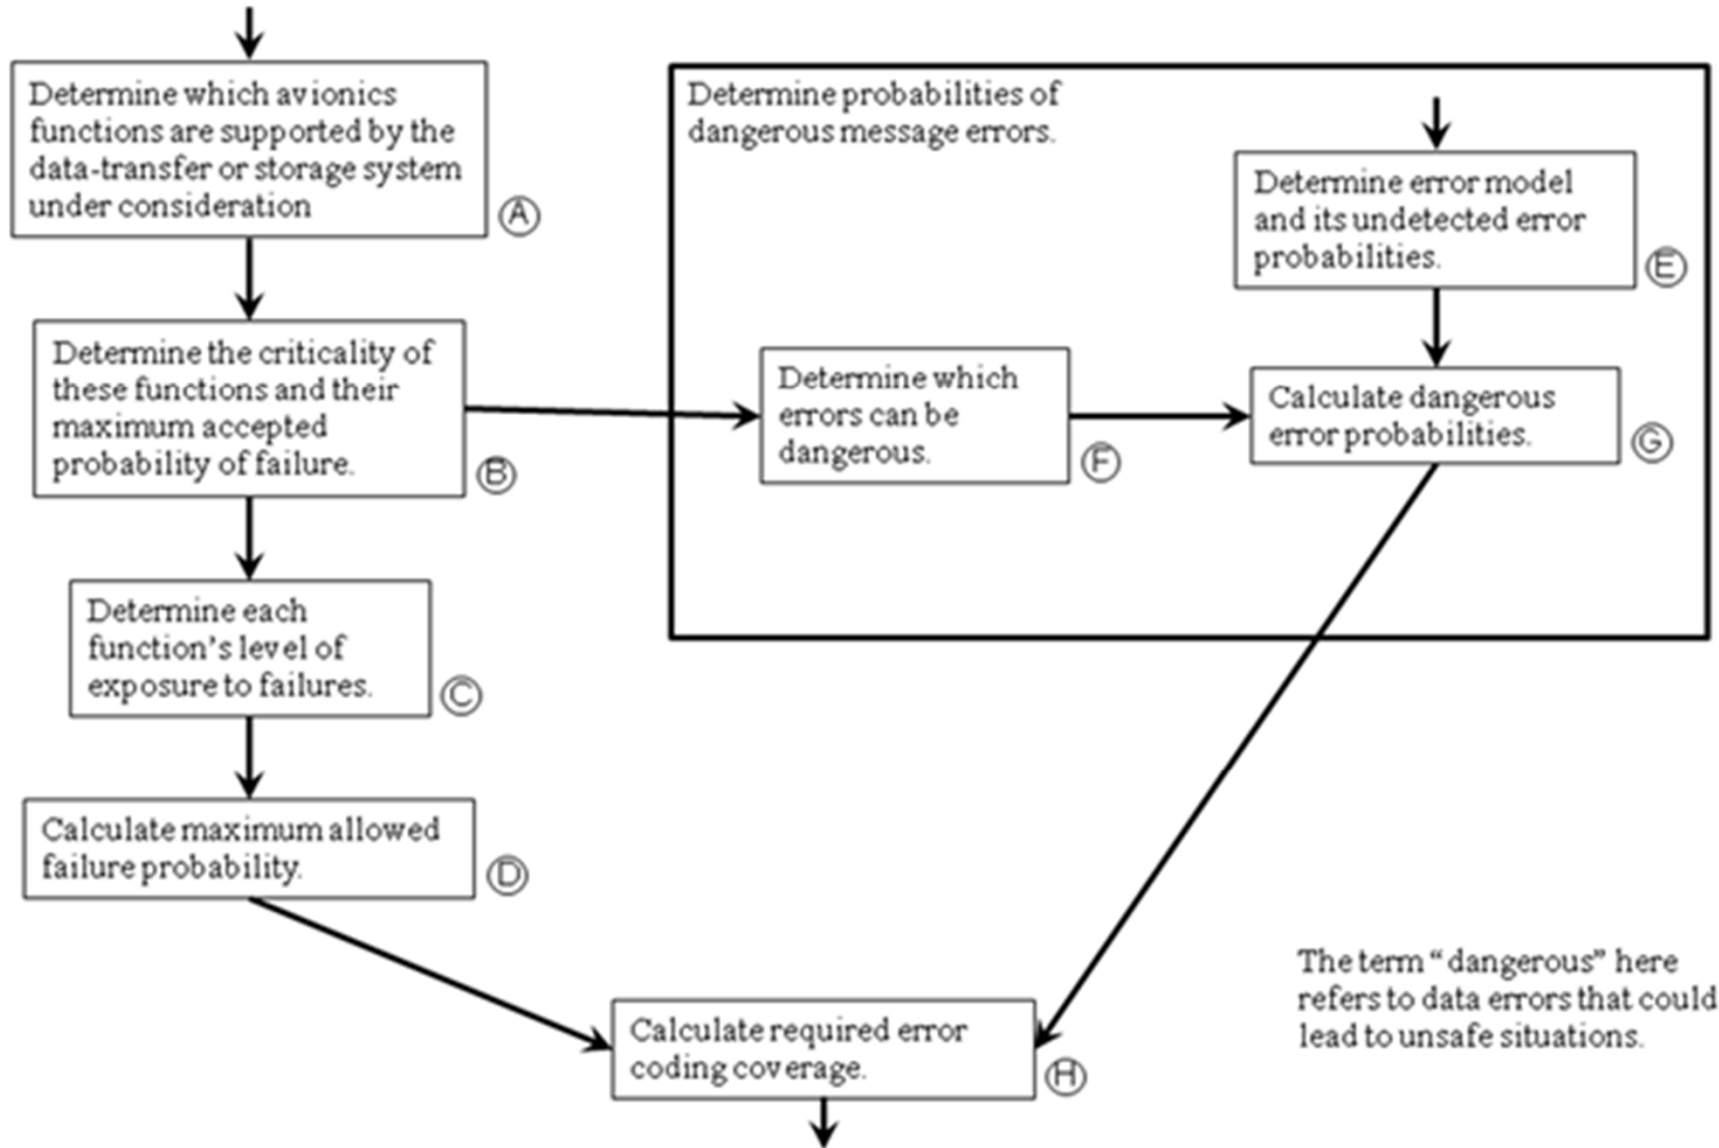 Determine which avionics
functions are supported by the
data-transfer or storage system
under consideration
A
Determine the criticality of
these functions and their
maximum accepted
probability of failure.
B
Determine each
function's level of
exposure to failures.
C
Calculate maximum allowed
failure probability.
D
Determine probabilities of
dangerous message errors.
Determine error model
and its undetected error
probabilities.
E
Determine which
errors can be
dangerous.
F
Calculate dangerous
error probabilities.
G
Calculate required error
coding coverage.
H
The term “dangerous” here
refers to data errors that could
lead to unsafe situations.